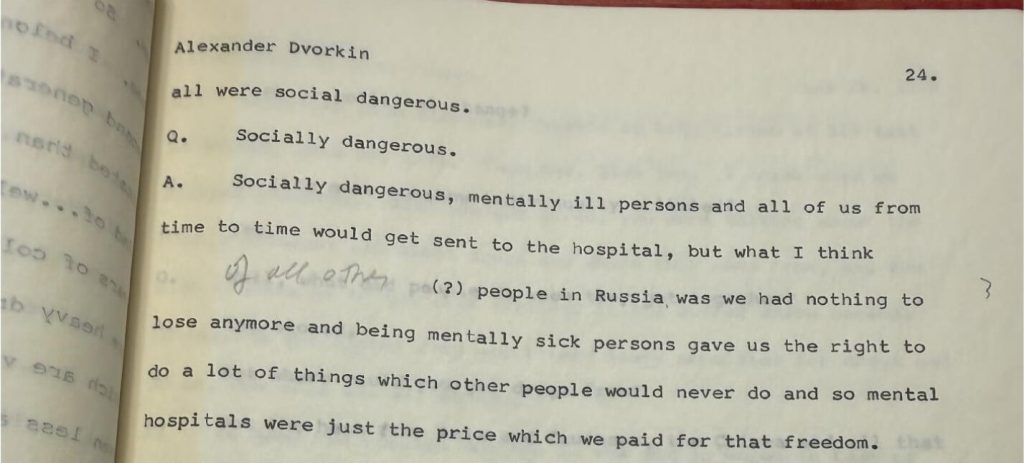 Alexander Dvorkin
24.
all were social dangerous.
Q. Socially dangerous.
A. Socially dangerous, mentally ill persons and all of us from
time to time would get sent to the hospital, but what I think
of all other (?) people in Russia was we had nothing to
lose anymore and being mentally sick persons gave us the right to
do a lot of things which other people would never do and so mental
hospitals were just the price which we paid for that freedom.